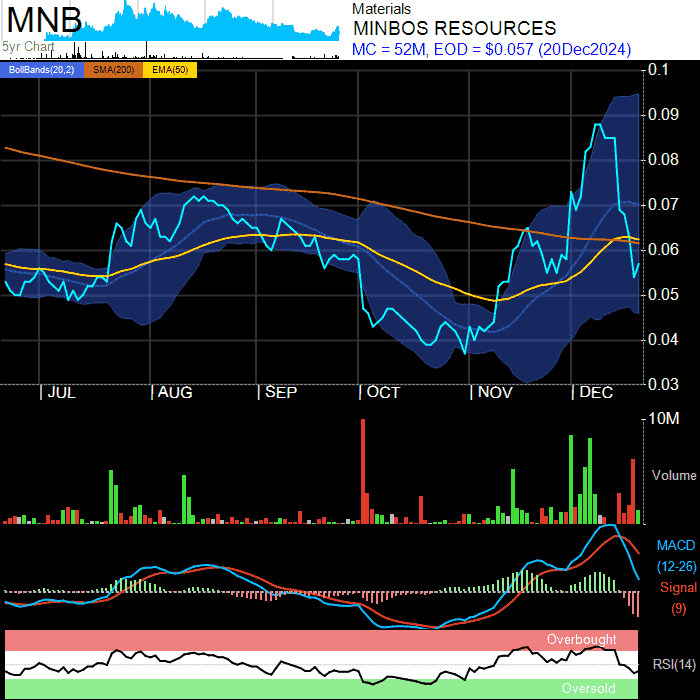 MNB
5yr Chart
Materials
MINBOS RESOURCES
MC = 52M, EOD = $0.057 (20Dec2024)
BollBands(20,2) SMA(200) EMA(50)
0.1
0.09
0.08
0.07
0.06
0.05
0.04
0.03
JUL AUG SEP OCT NOV DEC
10M
Volume
MACD
(12-26)
Signal
(9)
Overbought
RSI(14)
Oversold